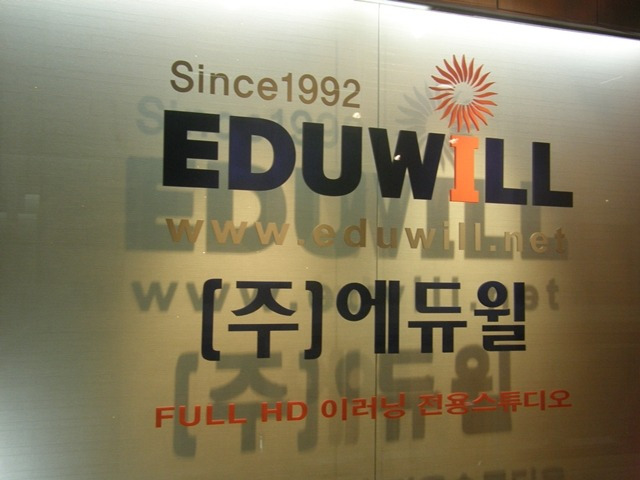 Since1992
EDUWILL
www.eduwill.net
(주)에듀윌
FULL HD 이러닝 전용스튜디오